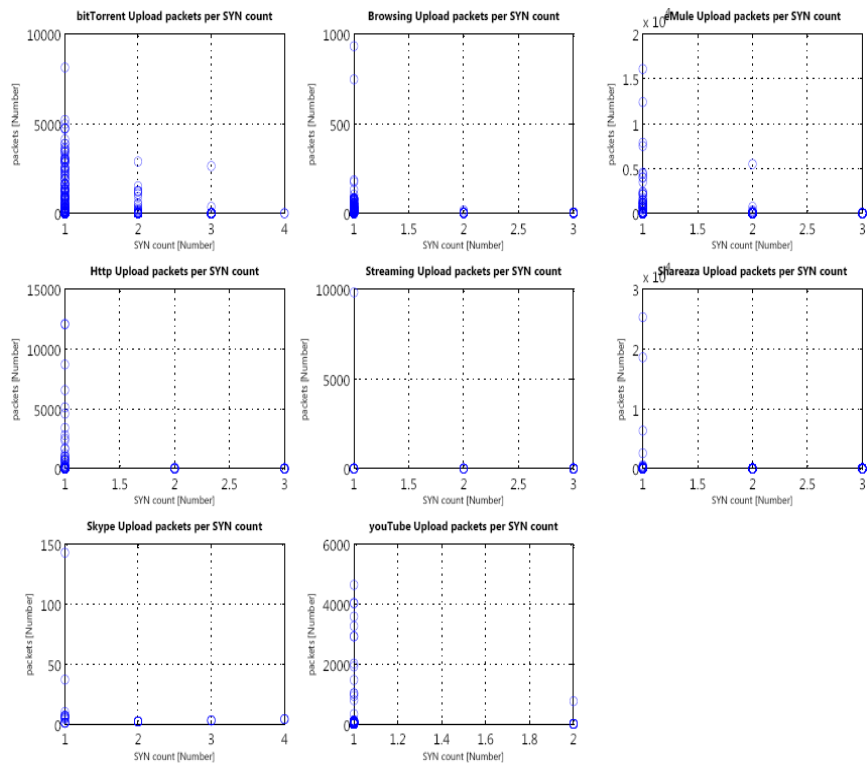 bitTorrent Upload packets per SYN count
10000
5000
0
packets [Number]
1 2 3 4
SYN count [Number]
Browsing Upload packets per SYN count
1000
500
0
packets [Number]
1 1.5 2 2.5 3
SYN count [Number]
eMule Upload packets per SYN count
x 10^4
2
1.5
1
0.5
0
packets [Number]
1 1.5 2 2.5 3
SYN count [Number]
Http Upload packets per SYN count
15000
10000
5000
0
packets [Number]
1 1.5 2 2.5 3
SYN count [Number]
Streaming Upload packets per SYN count
10000
5000
0
packets [Number]
1 1.5 2 2.5 3
SYN count [Number]
Shareaza Upload packets per SYN count
x 10^4
3
2
1
0
packets [Number]
1 1.5 2 2.5 3
SYN count [Number]
Skype Upload packets per SYN count
150
100
50
0
packets [Number]
1 2 3 4
SYN count [Number]
youTube Upload packets per SYN count
6000
4000
2000
0
packets [Number]
1 1.2 1.4 1.6 1.8 2
SYN count [Number]